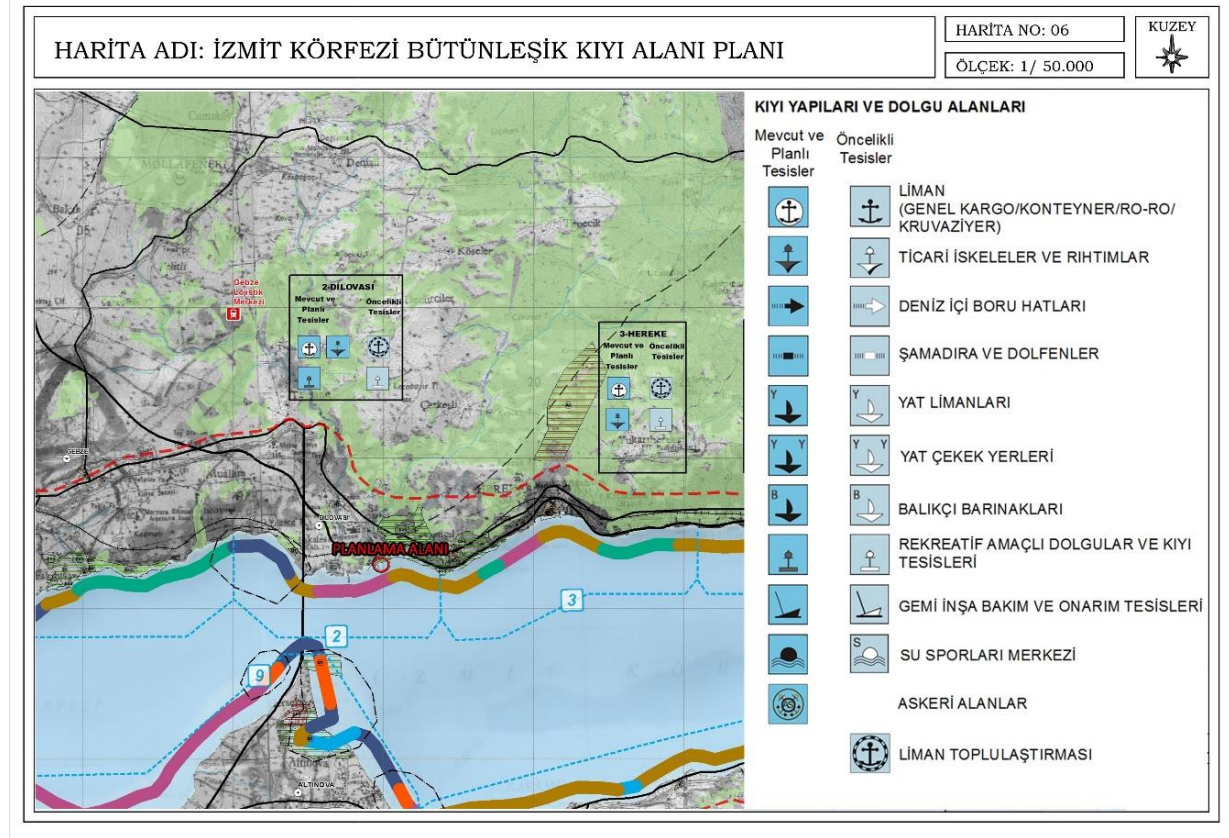 HARİTA ADI: İZMİT KÖRFEZİ BÜTÜNLEŞİK KIYI ALANI PLANI
HARİTA NO: 06
ÖLÇEK: 1/ 50.000
KUZEY
KIYI YAPILARI VE DOLGU ALANLARI
Mevcut ve
Planlı
Tesisler
Öncelikli
Tesisler
LİMAN
(GENEL KARGO/KONTEYNER/RO-RO/
KRUVAZİYER)
TİCARİ İSKELELER VE RIHTIMLAR
DENİZ İÇİ BORU HATLARI
ŞAMADIRA VE DOLFENLER
Y Y YAT LİMANLARI
Y Y Y Y YAT ÇEKEK YERLERİ
B B BALIKÇI BARINAKLARI
REKREATİF AMAÇLI DOLGULAR VE KIYI
TESİSLERİ
GEMİ İNŞA BAKIM VE ONARIM TESİSLERİ
S SU SPORLARI MERKEZİ
ASKERİ ALANLAR
LİMAN TOPLULAŞTIRMASI
MOLLAFENERİ
Köseler
Gebze
Lojistik
Merkezi
2-DİLOVASI
Mevcut ve
Planlı
Tesisler
Öncelikli
Tesisler
3-HEREKE
Mevcut ve
Planlı
Tesisler
Öncelikli
Tesisler
Çerkeşli
GEBZE
DİLOVASI
PLANLAMA ALANI
3
2
9
ALTINOVA